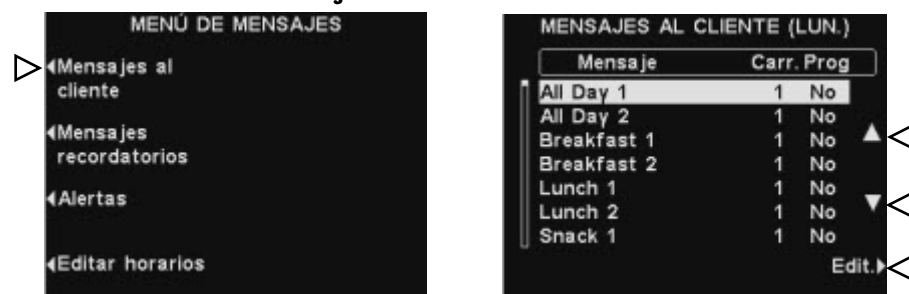 MENÚ DE MENSAJES
Mensajes al
cliente
Mensajes
recordatorios
Alertas
Editar horarios
MENSAJES AL CLIENTE (LUN.)
Mensaje Carr. Prog
All Day 1 1 No
All Day 2 1 No
Breakfast 1 1 No
Breakfast 2 1 No
Lunch 1 1 No
Lunch 2 1 No
Snack 1 1 No
Edit.